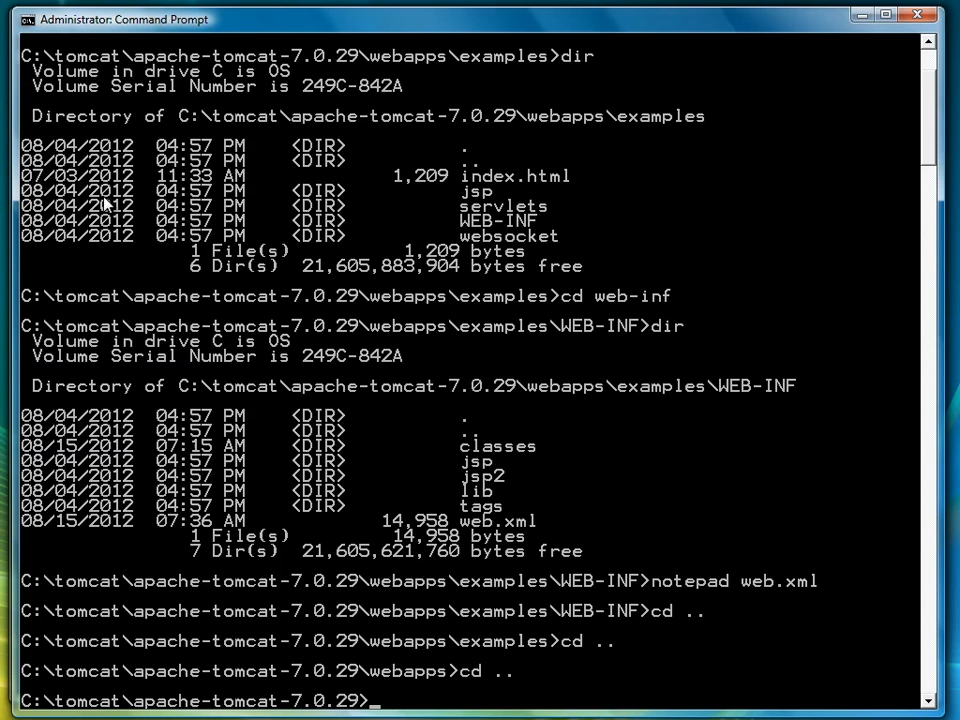 Administrator: Command Prompt
C:\tomcat\apache-tomcat-7.0.29\webapps\examples>dir
Volume in drive C is OS
Volume Serial Number is 249C-842A
Directory of C:\tomcat\apache-tomcat-7.0.29\webapps\examples
08/04/2012  04:57 PM    <DIR>          .
08/04/2012  04:57 PM    <DIR>          ..
07/03/2012  11:33 AM             1,209 index.html
08/04/2012  04:57 PM    <DIR>          jsp
08/04/2012  04:57 PM    <DIR>          servlets
08/04/2012  04:57 PM    <DIR>          WEB-INF
08/04/2012  04:57 PM    <DIR>          websocket
1 File(s)          1,209 bytes
6 Dir(s)  21,605,883,904 bytes free
C:\tomcat\apache-tomcat-7.0.29\webapps\examples>cd web-inf
C:\tomcat\apache-tomcat-7.0.29\webapps\examples\WEB-INF>dir
Volume in drive C is OS
Volume Serial Number is 249C-842A
Directory of C:\tomcat\apache-tomcat-7.0.29\webapps\examples\WEB-INF
08/04/2012  04:57 PM    <DIR>          .
08/04/2012  04:57 PM    <DIR>          ..
08/15/2012  07:15 AM    <DIR>          classes
08/04/2012  04:57 PM    <DIR>          jsp
08/04/2012  04:57 PM    <DIR>          jsp2
08/04/2012  04:57 PM    <DIR>          lib
08/04/2012  04:57 PM    <DIR>          tags
08/15/2012  07:36 AM            14,958 web.xml
1 File(s)         14,958 bytes
7 Dir(s)  21,605,621,760 bytes free
C:\tomcat\apache-tomcat-7.0.29\webapps\examples\WEB-INF>notepad web.xml
C:\tomcat\apache-tomcat-7.0.29\webapps\examples\WEB-INF>cd ..
C:\tomcat\apache-tomcat-7.0.29\webapps\examples>cd ..
C:\tomcat\apache-tomcat-7.0.29\webapps>cd ..
C:\tomcat\apache-tomcat-7.0.29>_